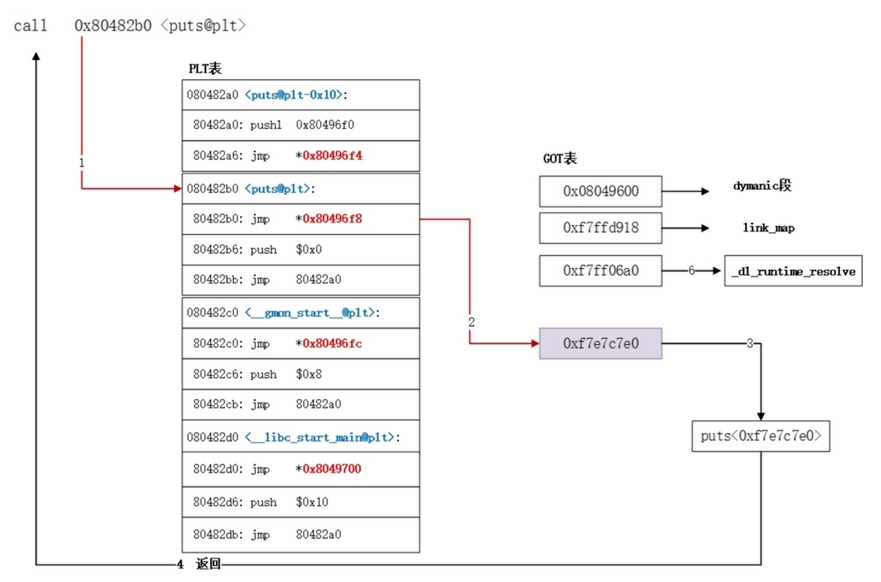 call 0x80482b0 <puts@plt>
PLT表
080482a0 <puts@plt-0x10>:
80482a0: pushl 0x80496f0
80482a6: jmp *0x80496f4
1
080482b0 <puts@plt>:
80482b0: jmp *0x80496f8
80482b6: push $0x0
80482bb: jmp 80482a0
080482c0 <__gmon_start__@plt>:
80482c0: jmp *0x80496fc
80482c6: push $0x8
80482cb: jmp 80482a0
080482d0 <__libc_start_main@plt>:
80482d0: jmp *0x8049700
80482d6: push $0x10
80482db: jmp 80482a0
GOT表
0x08049600
dymanic段
0xf7ffd918
link_map
0xf7ff06a0
6
_dl_runtime_resolve
2
0xf7e7c7e0
3
puts<0xf7e7c7e0>
4 返回